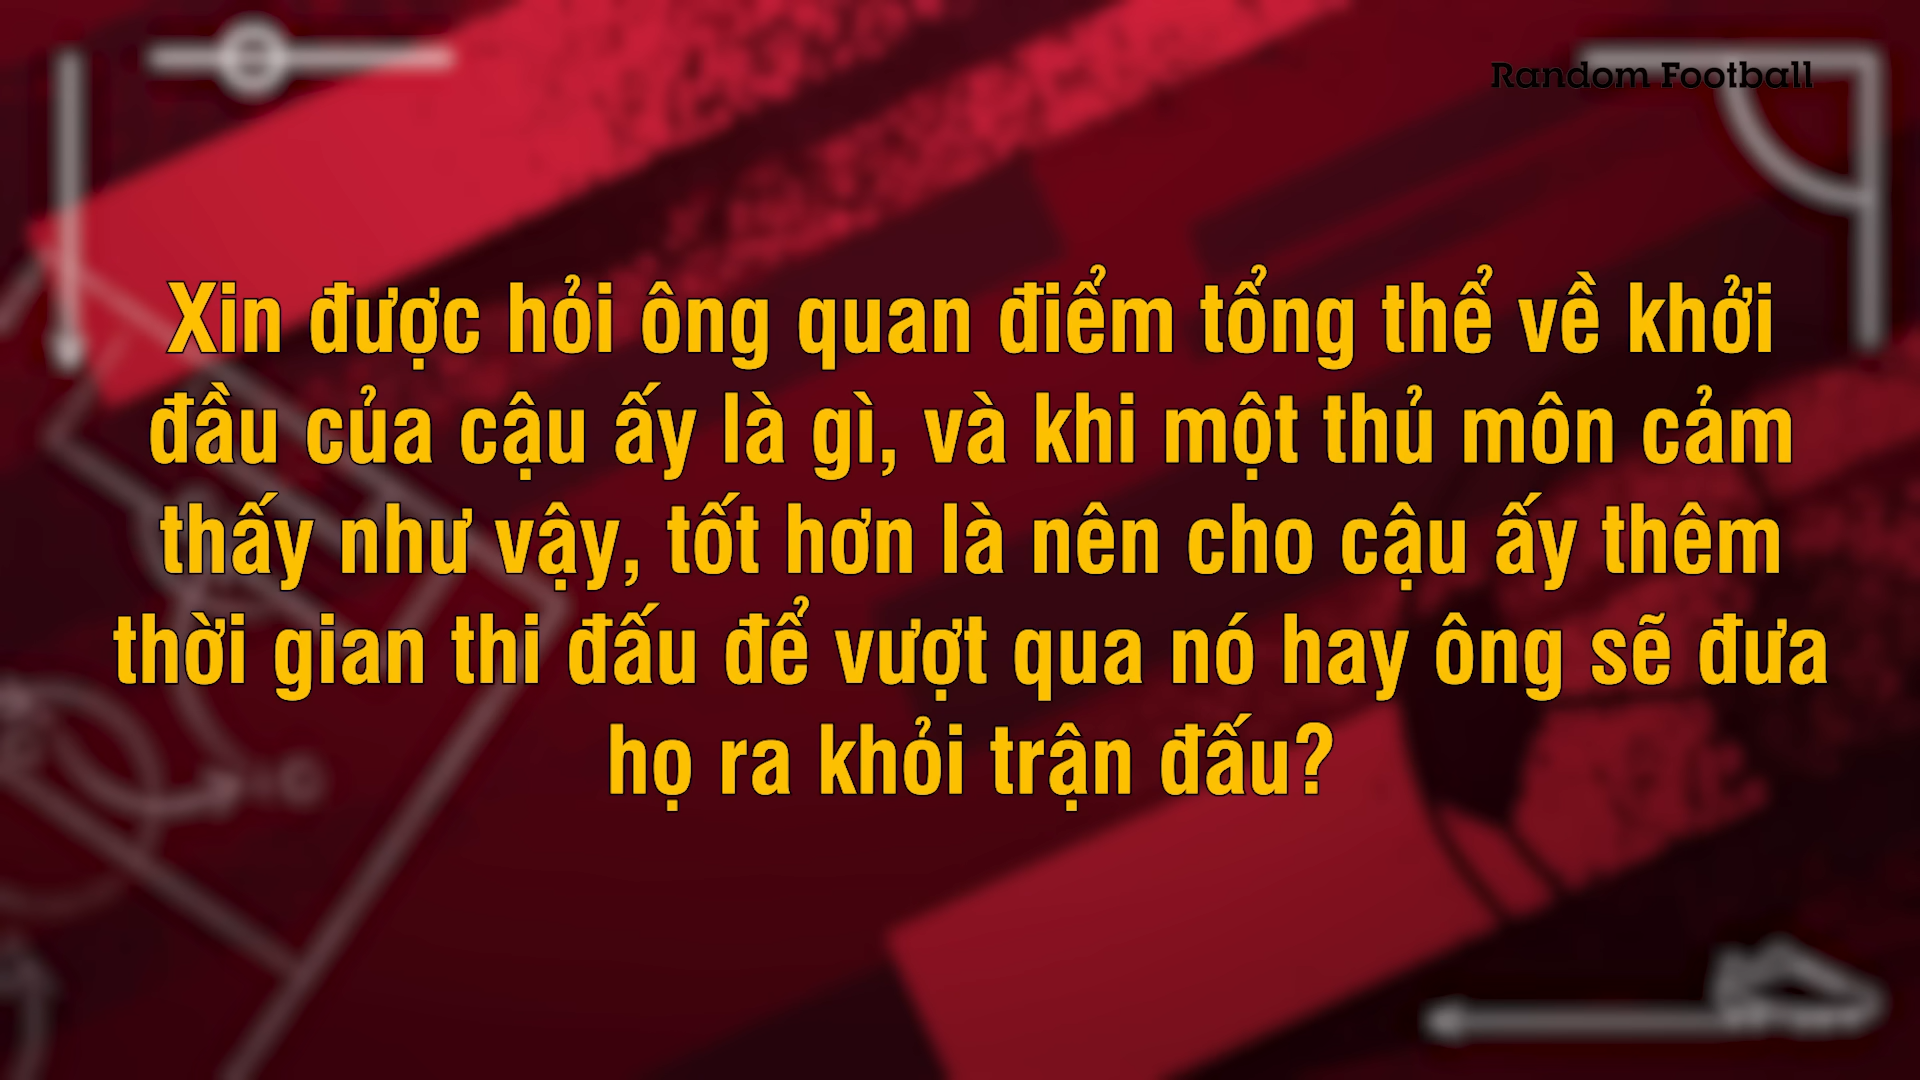 Random Football
Xin được hỏi ông quan điểm tổng thể về khởi
đầu của cậu ấy là gì, và khi một thủ môn cảm
thấy như vậy, tốt hơn là nên cho cậu ấy thêm
thời gian thi đấu để vượt qua nó hay ông sẽ đưa
họ ra khỏi trận đấu?